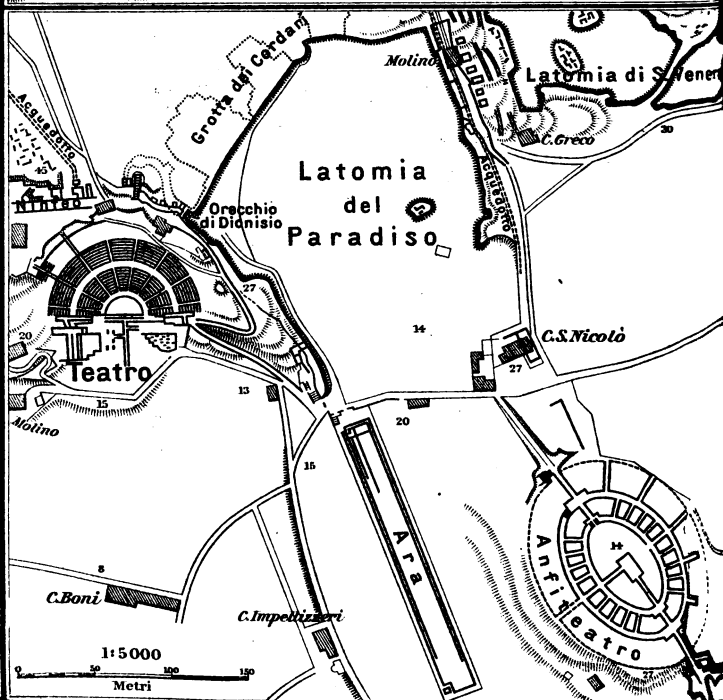 Molino
Latomia di S. Venera
Grotta dei Cordari
Acquedotto
C. Greco
30
45
Latomia
del
Paradiso
Acquedotto
Ninfeo
Orecchio
di Dionisio
27
14
C. S. Nicolò
27
20
Teatro
15
13
20
Molino
15
Ara
Anfiteatro
14
8
C. Boni
C. Impellizzeri
27
1:5000
0 50 100 150
Metri